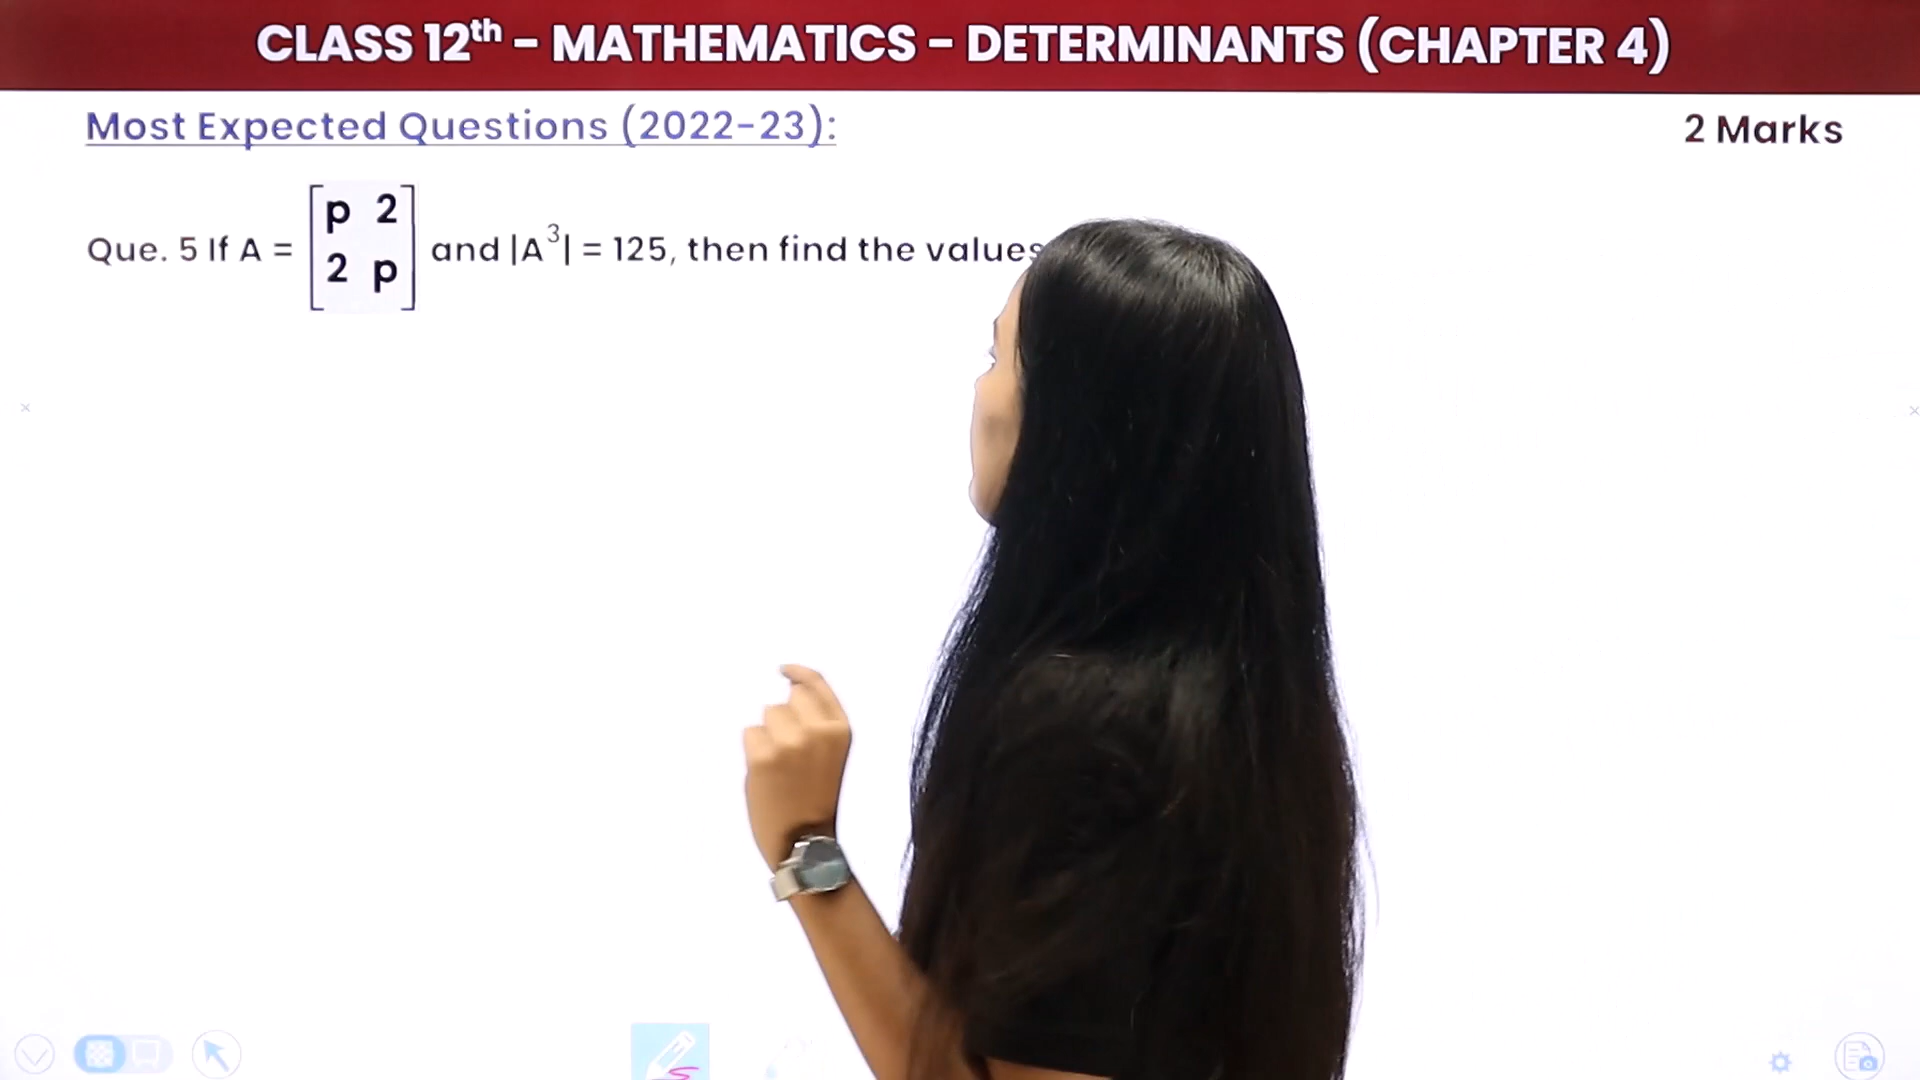 CLASS 12th - MATHEMATICS - DETERMINANTS (CHAPTER 4)
Most Expected Questions (2022-23):
2 Marks
Que. 5 If A = [p 2 2 p] and |A³| = 125, then find the values